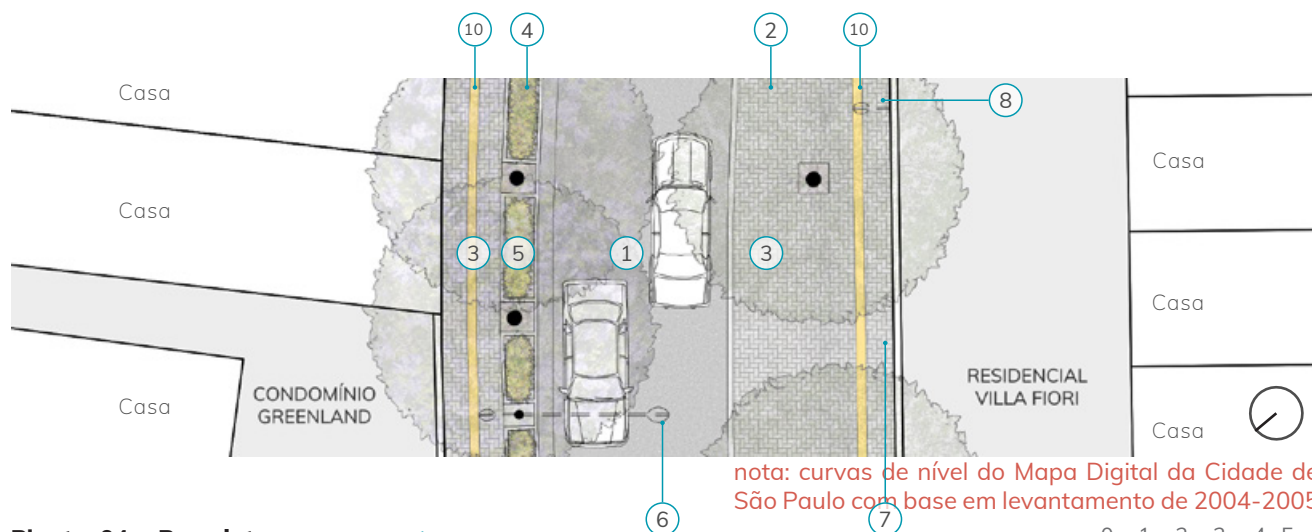 10 4 2 10
Casa
8
Casa
Casa
3 5 1 3
Casa
RESIDENCIAL
VILLA FIORI
CONDOMÍNIO
GREENLAND
Casa
Casa
nota: curvas de nível do Mapa Digital da Cidade de
São Paulo com base em levantamento de 2004-2005
6 7